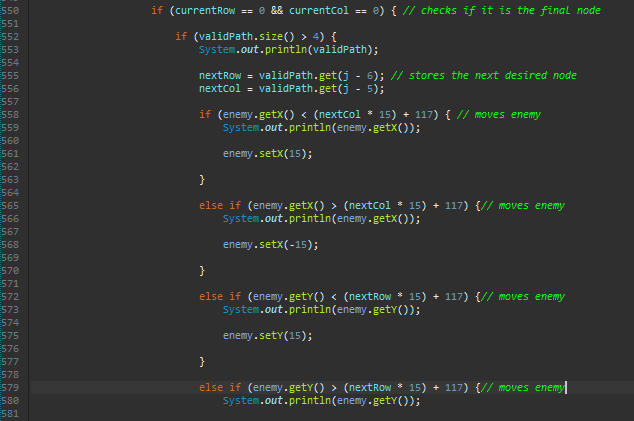 550 if (currentRow == 0 && currentCol == 0) { // checks if it is the final node
551
552 if (validPath.size() > 4) {
553 System.out.println(validPath);
554
555 nextRow = validPath.get(j - 6); // stores the next desired node
556 nextCol = validPath.get(j - 5);
557
558 if (enemy.getX() < (nextCol * 15) + 117) { // moves enemy
559 System.out.println(enemy.getX());
560
561 enemy.setX(15);
562
563 }
564
565 else if (enemy.getX() > (nextCol * 15) + 117) {// moves enemy
566 System.out.println(enemy.getX());
567
568 enemy.setX(-15);
569
570 }
571
572 else if (enemy.getY() < (nextRow * 15) + 117) {// moves enemy
573 System.out.println(enemy.getY());
574
575 enemy.setY(15);
576
577 }
578
579 else if (enemy.getY() > (nextRow * 15) + 117) {// moves enemy
580 System.out.println(enemy.getY());
581